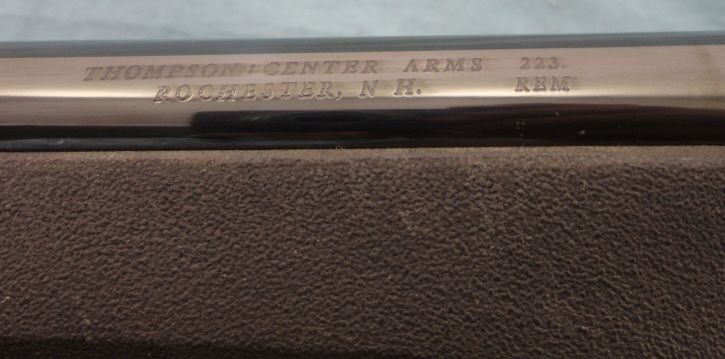 THOMPSON : CENTER ARMS 223.
ROCHESTER, N H. REM